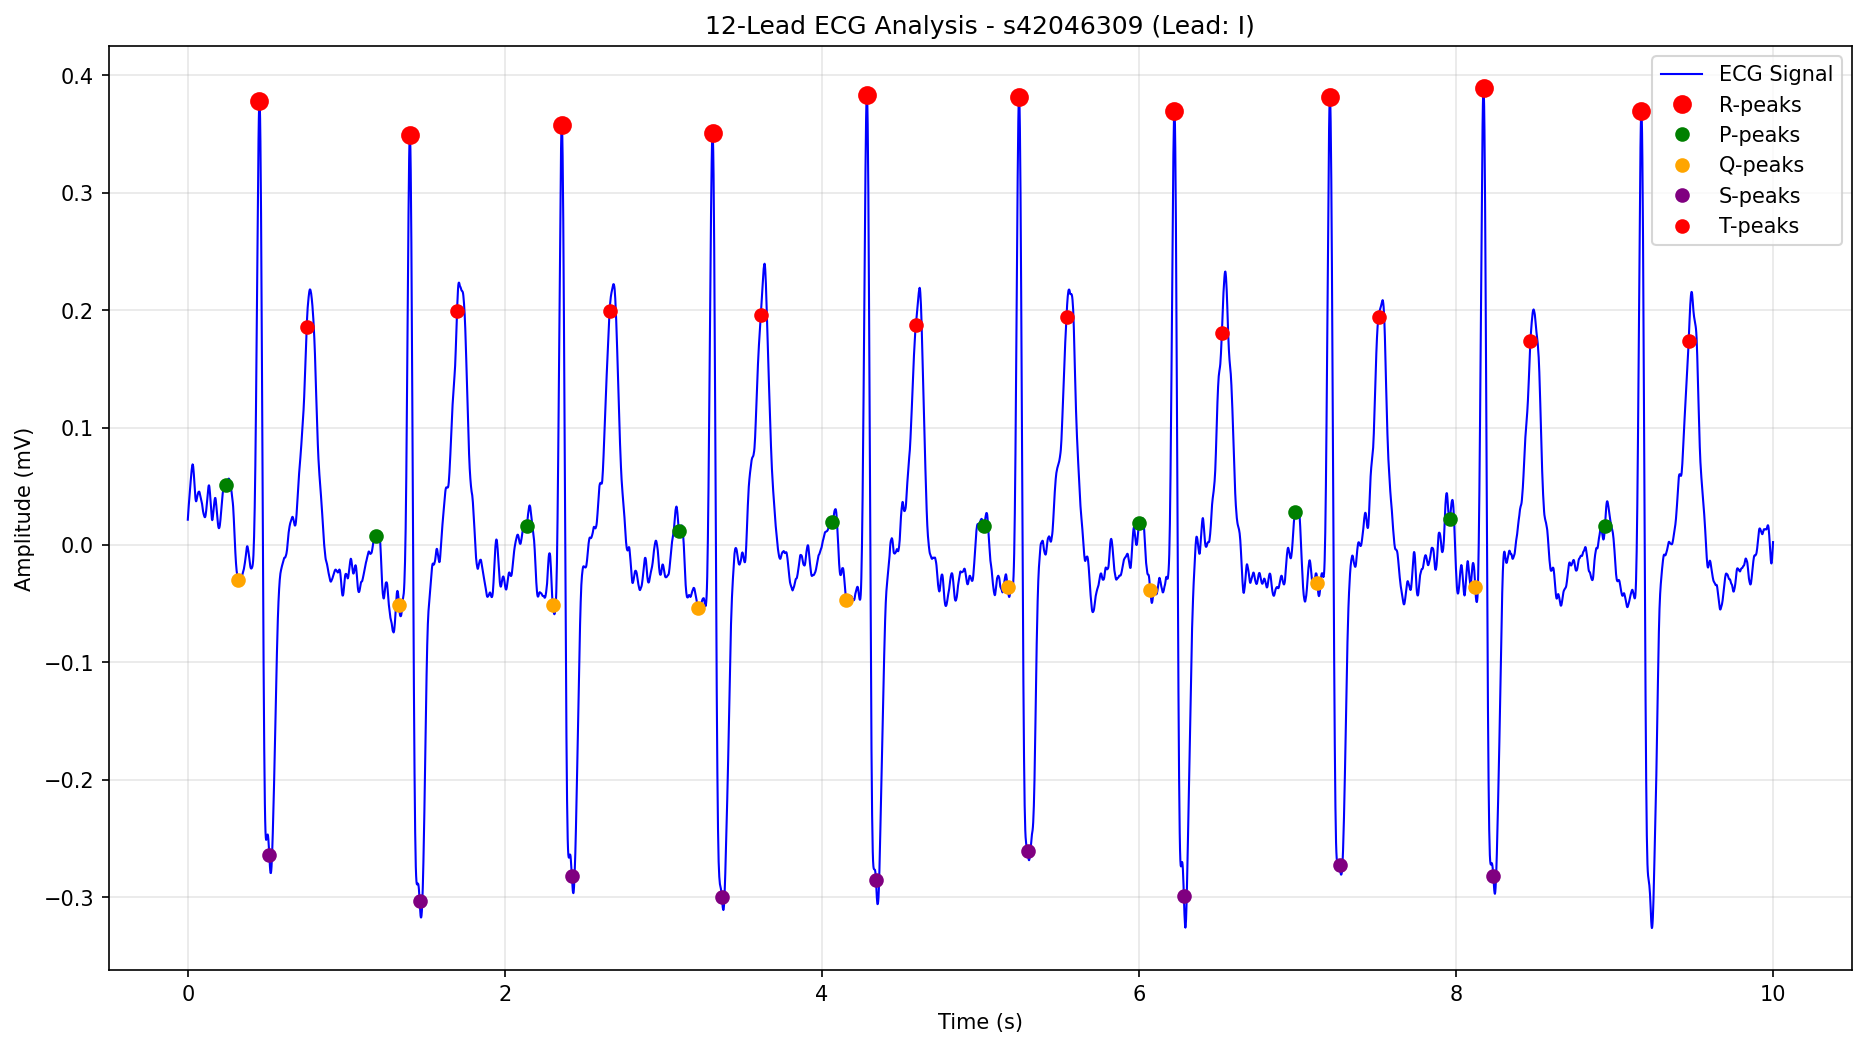 12-Lead ECG Analysis - s42046309 (Lead: I)
ECG Signal
R-peaks
P-peaks
Q-peaks
S-peaks
T-peaks
Amplitude (mV)
0.4
0.3
0.2
0.1
0.0
−0.1
−0.2
−0.3
0
2
4
6
8
10
Time (s)